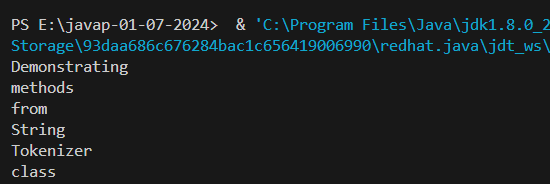 PS E:\javap-01-07-2024>  & 'C:\Program Files\Java\jdk1.8.0_2
Storage\93daa686c676284bac1c656419006990\redhat.java\jdt_ws\
Demonstrating
methods
from
String
Tokenizer
class